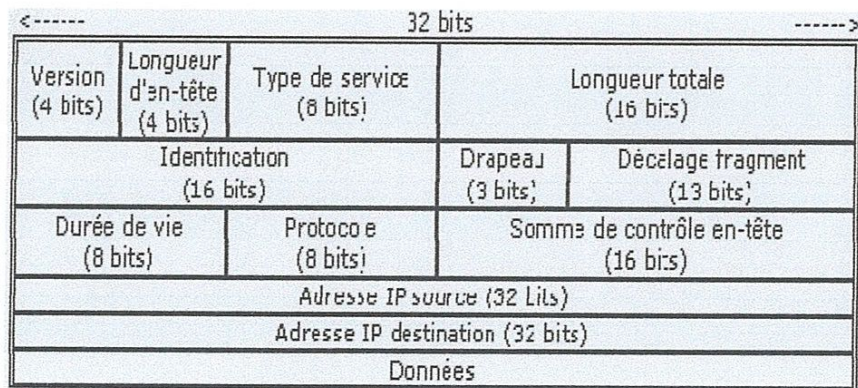 <------ 32 bits ------>
Version
(4 bits)
Longueur
d'en-tête
(4 bits)
Type de service
(8 bits)
Longueur totale
(16 bits)
Identification
(16 bits)
Drapeau
(3 bits)
Décalage fragment
(13 bits)
Durée de vie
(8 bits)
Protocole
(8 bits)
Somme de contrôle en-tête
(16 bits)
Adresse IP source (32 bits)
Adresse IP destination (32 bits)
Données